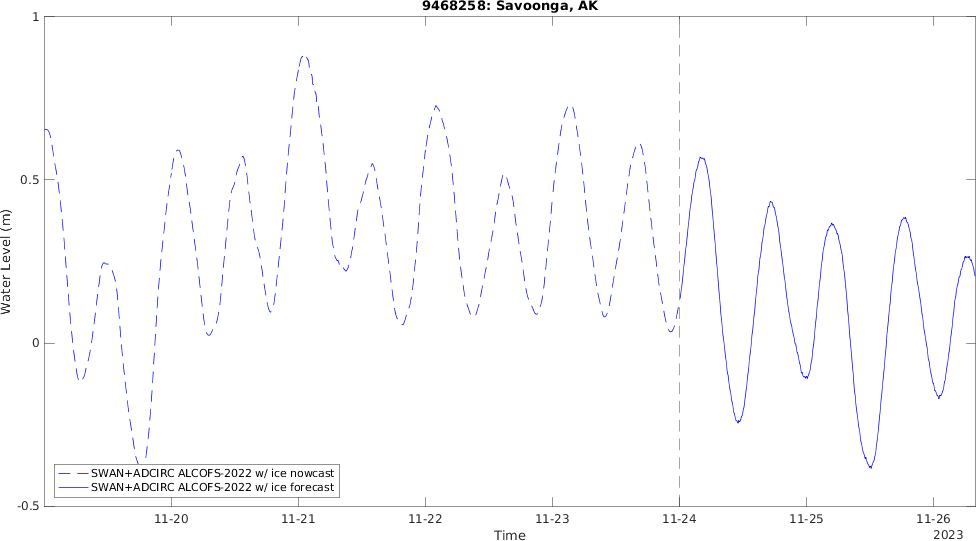 9468258: Savoonga, AK
1
0.5
0
-0.5
Water Level (m)
SWAN+ADCIRC ALCOFS-2022 w/ ice nowcast
SWAN+ADCIRC ALCOFS-2022 w/ ice forecast
11-20 11-21 11-22 11-23 11-24 11-25 11-26
Time
2023